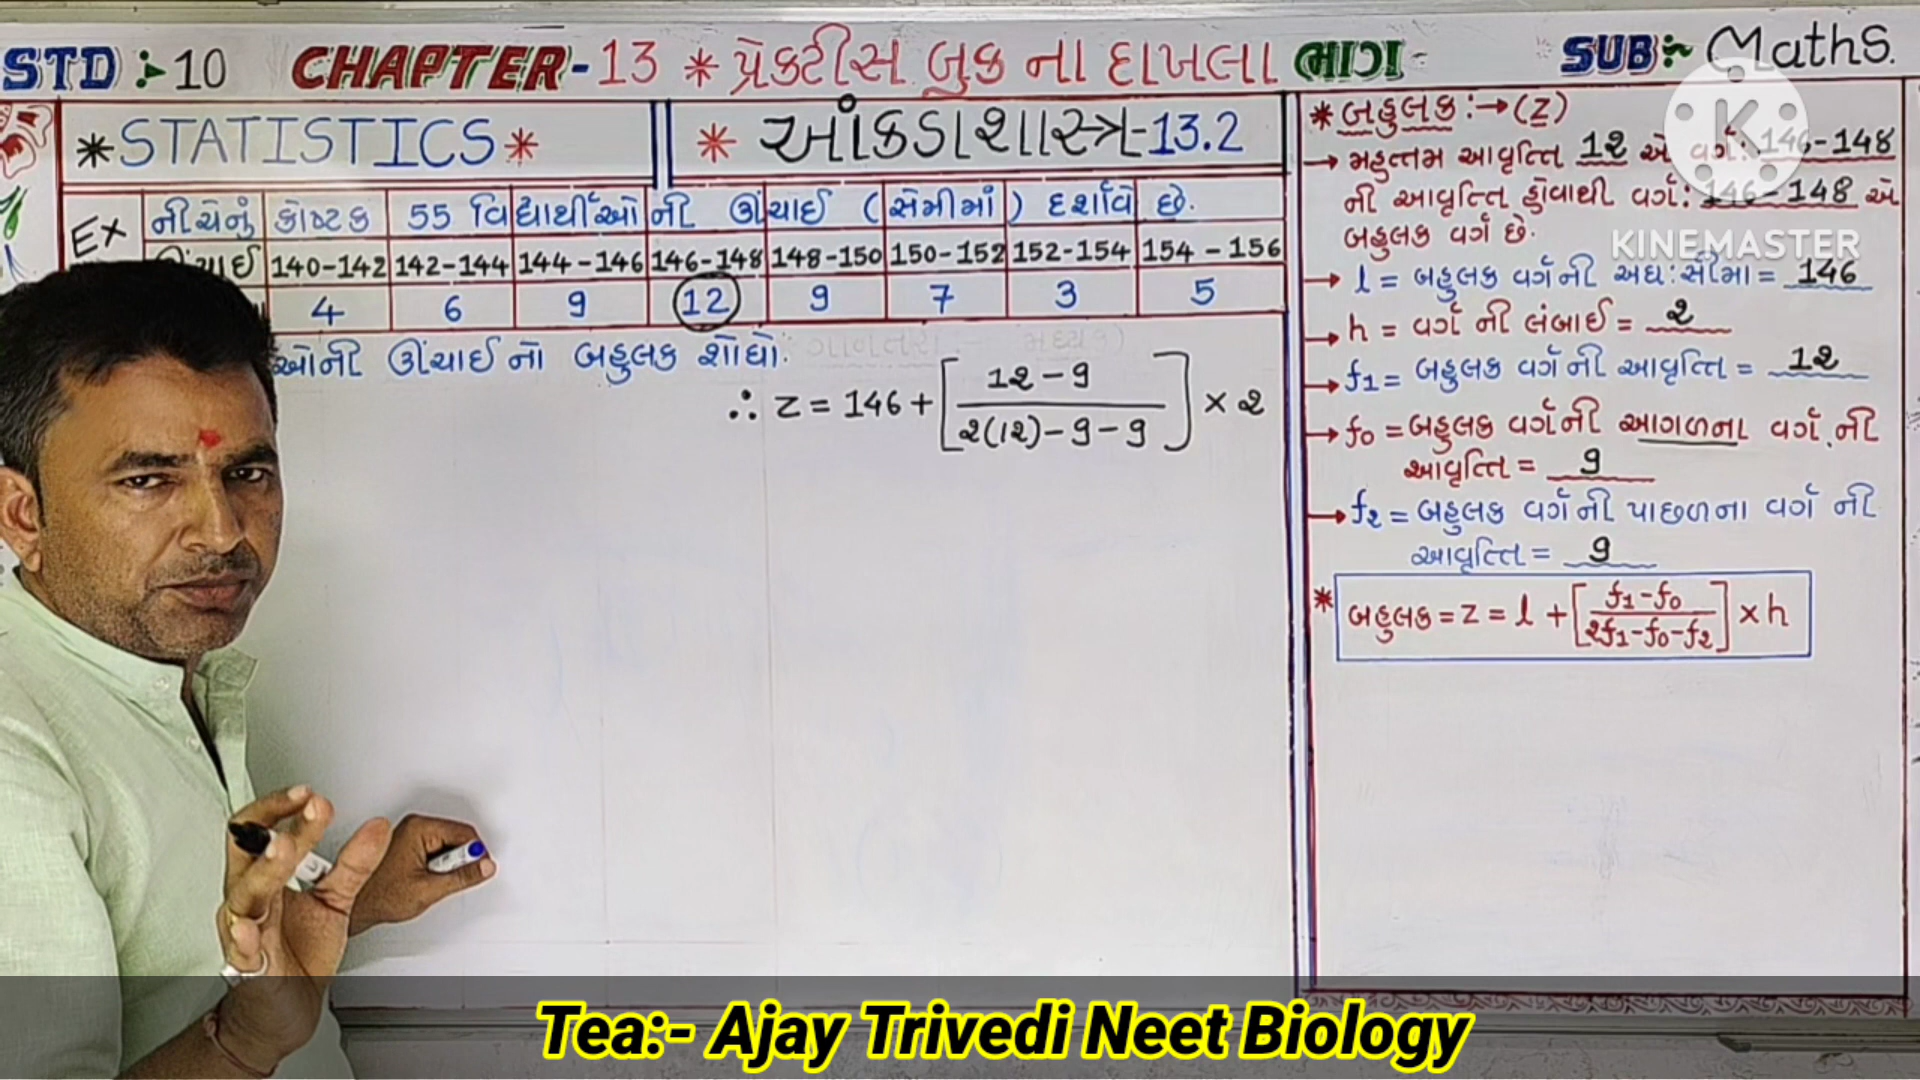 STD :- 10 CHAPTER - 13 * પ્રેકટીસ બુક ના દાખલા ભાગ - SUB :- Maths.
* STATISTICS * * આંકડાશાસ્ત્ર - 13.2
Ex નીચેનું કોષ્ટક 55 વિદ્યાર્થીઓની ઊંચાઈ (સેમીમાં) દર્શાવે છે.
140-142 142-144 144-146 146-148 148-150 150-152 152-154 154-156
4 6 9 12 9 7 3 5
ઓની ઊંચાઈ નો બહુલક શોધો.
∴ z = 146 + [ 12 - 9 / 2(12) - 9 - 9 ] × 2
* બહુલક :→ (Z)
→ મહત્તમ આવૃત્તિ 12 એ વર્ગ: 146-148
ની આવૃત્તિ હોવાથી વર્ગ: 146-148 એ
બહુલક વર્ગ છે.
→ l = બહુલક વર્ગની અધ:સીમા = 146
→ h = વર્ગ ની લંબાઈ = 2
→ f1 = બહુલક વર્ગની આવૃત્તિ = 12
→ f0 = બહુલક વર્ગની આગળના વર્ગ ની
આવૃત્તિ = 9
→ f2 = બહુલક વર્ગની પાછળના વર્ગ ની
આવૃત્તિ = 9
* બહુલક = Z = l + [ f1-f0 / 2f1-f0-f2 ] × h
K
KINEMASTER
Tea:- Ajay Trivedi Neet Biology